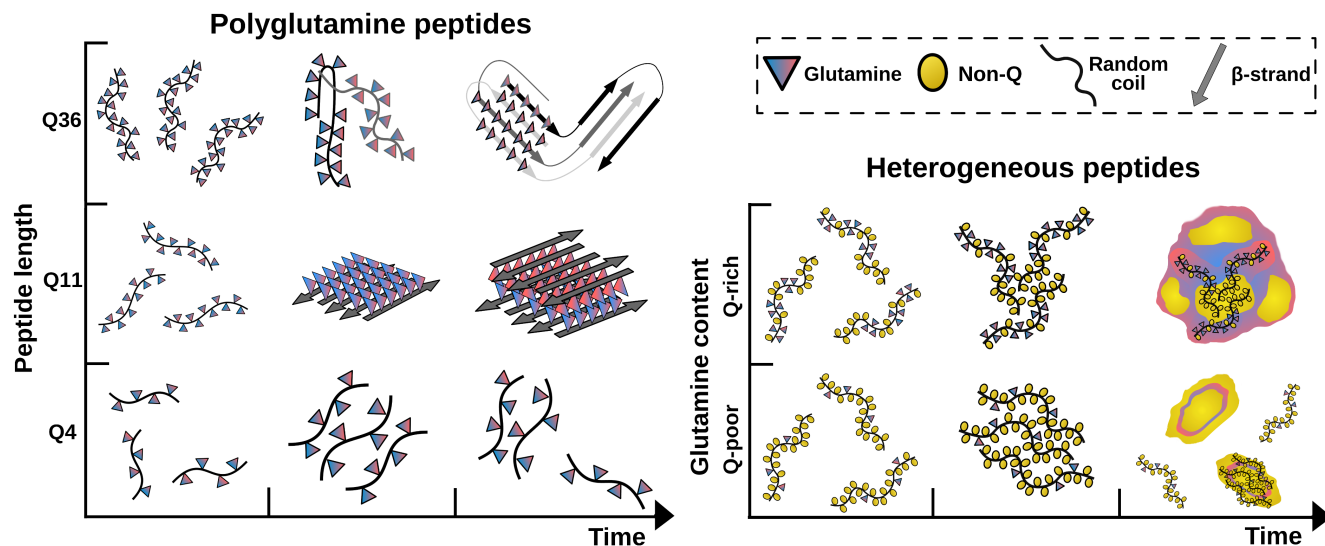 Polyglutamine peptides
Q36
Q11
Q4
Peptide length
Time
Glutamine
Non-Q
Random
coil
β-strand
Heterogeneous peptides
Glutamine content
Q-rich
Q-poor
Time